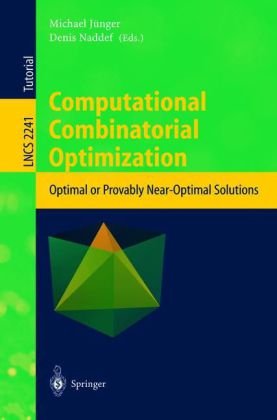 Michael Jünger
Denis Naddef (Eds.)
Tutorial
LNCS 2241
Computational
Combinatorial
Optimization
Optimal or Provably Near-Optimal Solutions
Springer